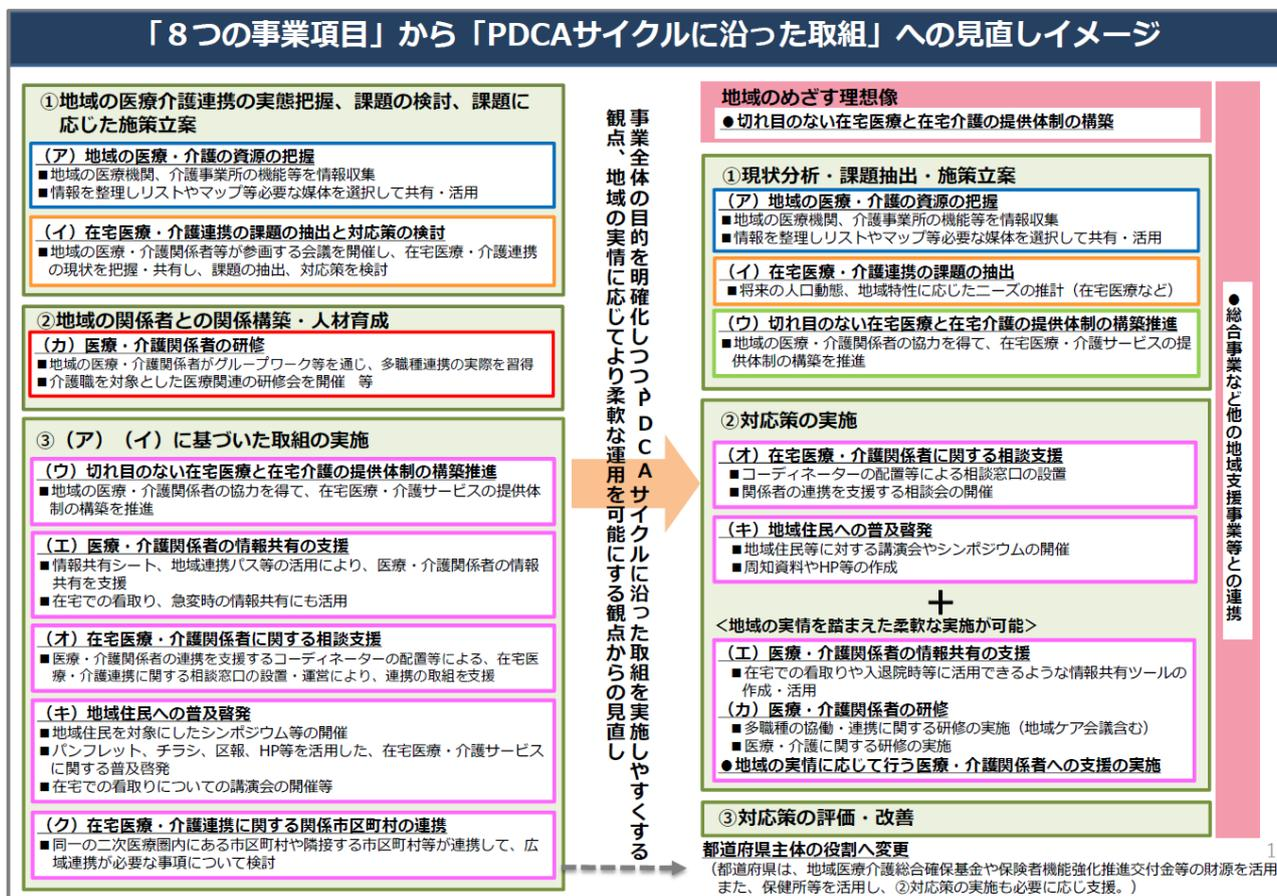 「８つの事業項目」から「PDCAサイクルに沿った取組」への見直しイメージ
①地域の医療介護連携の実態把握、課題の検討、課題に
応じた施策立案
（ア）地域の医療・介護の資源の把握
■地域の医療機関、介護事業所の機能等を情報収集
■情報を整理しリストやマップ等必要な媒体を選択して共有・活用
（イ）在宅医療・介護連携の課題の抽出と対応策の検討
■地域の医療・介護関係者等が参画する会議を開催し、在宅医療・介護連携
の現状を把握・共有し、課題の抽出、対応策を検討
②地域の関係者との関係構築・人材育成
（カ）医療・介護関係者の研修
■地域の医療・介護関係者がグループワーク等を通じ、多職種連携の実際を習得
■介護職を対象とした医療関連の研修会を開催　等
③（ア）（イ）に基づいた取組の実施
（ウ）切れ目のない在宅医療と在宅介護の提供体制の構築推進
■地域の医療・介護関係者の協力を得て、在宅医療・介護サービスの提供体
制の構築を推進
（エ）医療・介護関係者の情報共有の支援
■情報共有シート、地域連携パス等の活用により、医療・介護関係者の情報
共有を支援
■在宅での看取り、急変時の情報共有にも活用
（オ）在宅医療・介護関係者に関する相談支援
■医療・介護関係者の連携を支援するコーディネーターの配置等による、在宅医
療・介護連携に関する相談窓口の設置・運営により、連携の取組を支援
（キ）地域住民への普及啓発
■地域住民を対象にしたシンポジウム等の開催
■パンフレット、チラシ、区報、HP等を活用した、在宅医療・介護サービス
に関する普及啓発
■在宅での看取りについての講演会の開催等
（ク）在宅医療・介護連携に関する関係市区町村の連携
■同一の二次医療圏内にある市区町村や隣接する市区町村等が連携して、広
域連携が必要な事項について検討
事業全体の目的を明確化しつつ、PDCAサイクルに沿った取組を実施しやすくする
観点、地域の実情に応じてより柔軟な運用を可能にする観点からの見直し
地域のめざす理想像
●切れ目のない在宅医療と在宅介護の提供体制の構築
①現状分析・課題抽出・施策立案
（ア）地域の医療・介護の資源の把握
■地域の医療機関、介護事業所の機能等を情報収集
■情報を整理しリストやマップ等必要な媒体を選択して共有・活用
（イ）在宅医療・介護連携の課題の抽出
■将来の人口動態、地域特性に応じたニーズの推計（在宅医療など）
（ウ）切れ目のない在宅医療と在宅介護の提供体制の構築推進
■地域の医療・介護関係者の協力を得て、在宅医療・介護サービスの提
供体制の構築を推進
②対応策の実施
（オ）在宅医療・介護関係者に関する相談支援
■コーディネーターの配置等による相談窓口の設置
■関係者の連携を支援する相談会の開催
（キ）地域住民への普及啓発
■地域住民等に対する講演会やシンポジウムの開催
■周知資料やHP等の作成
＋
＜地域の実情を踏まえた柔軟な実施が可能＞
（エ）医療・介護関係者の情報共有の支援
■在宅での看取りや入退院時等に活用できるような情報共有ツールの
作成・活用
（カ）医療・介護関係者の研修
■多職種の協働・連携に関する研修の実施（地域ケア会議含む）
■医療・介護に関する研修の実施
●地域の実情に応じて行う医療・介護関係者への支援の実施
③対応策の評価・改善
●総合事業など他の地域支援事業等との連携
都道府県主体の役割へ変更
（都道府県は、地域医療介護総合確保基金や保険者機能強化推進交付金等の財源を活用
また、保健所等を活用し、②対応策の実施も必要に応じ支援。）
1